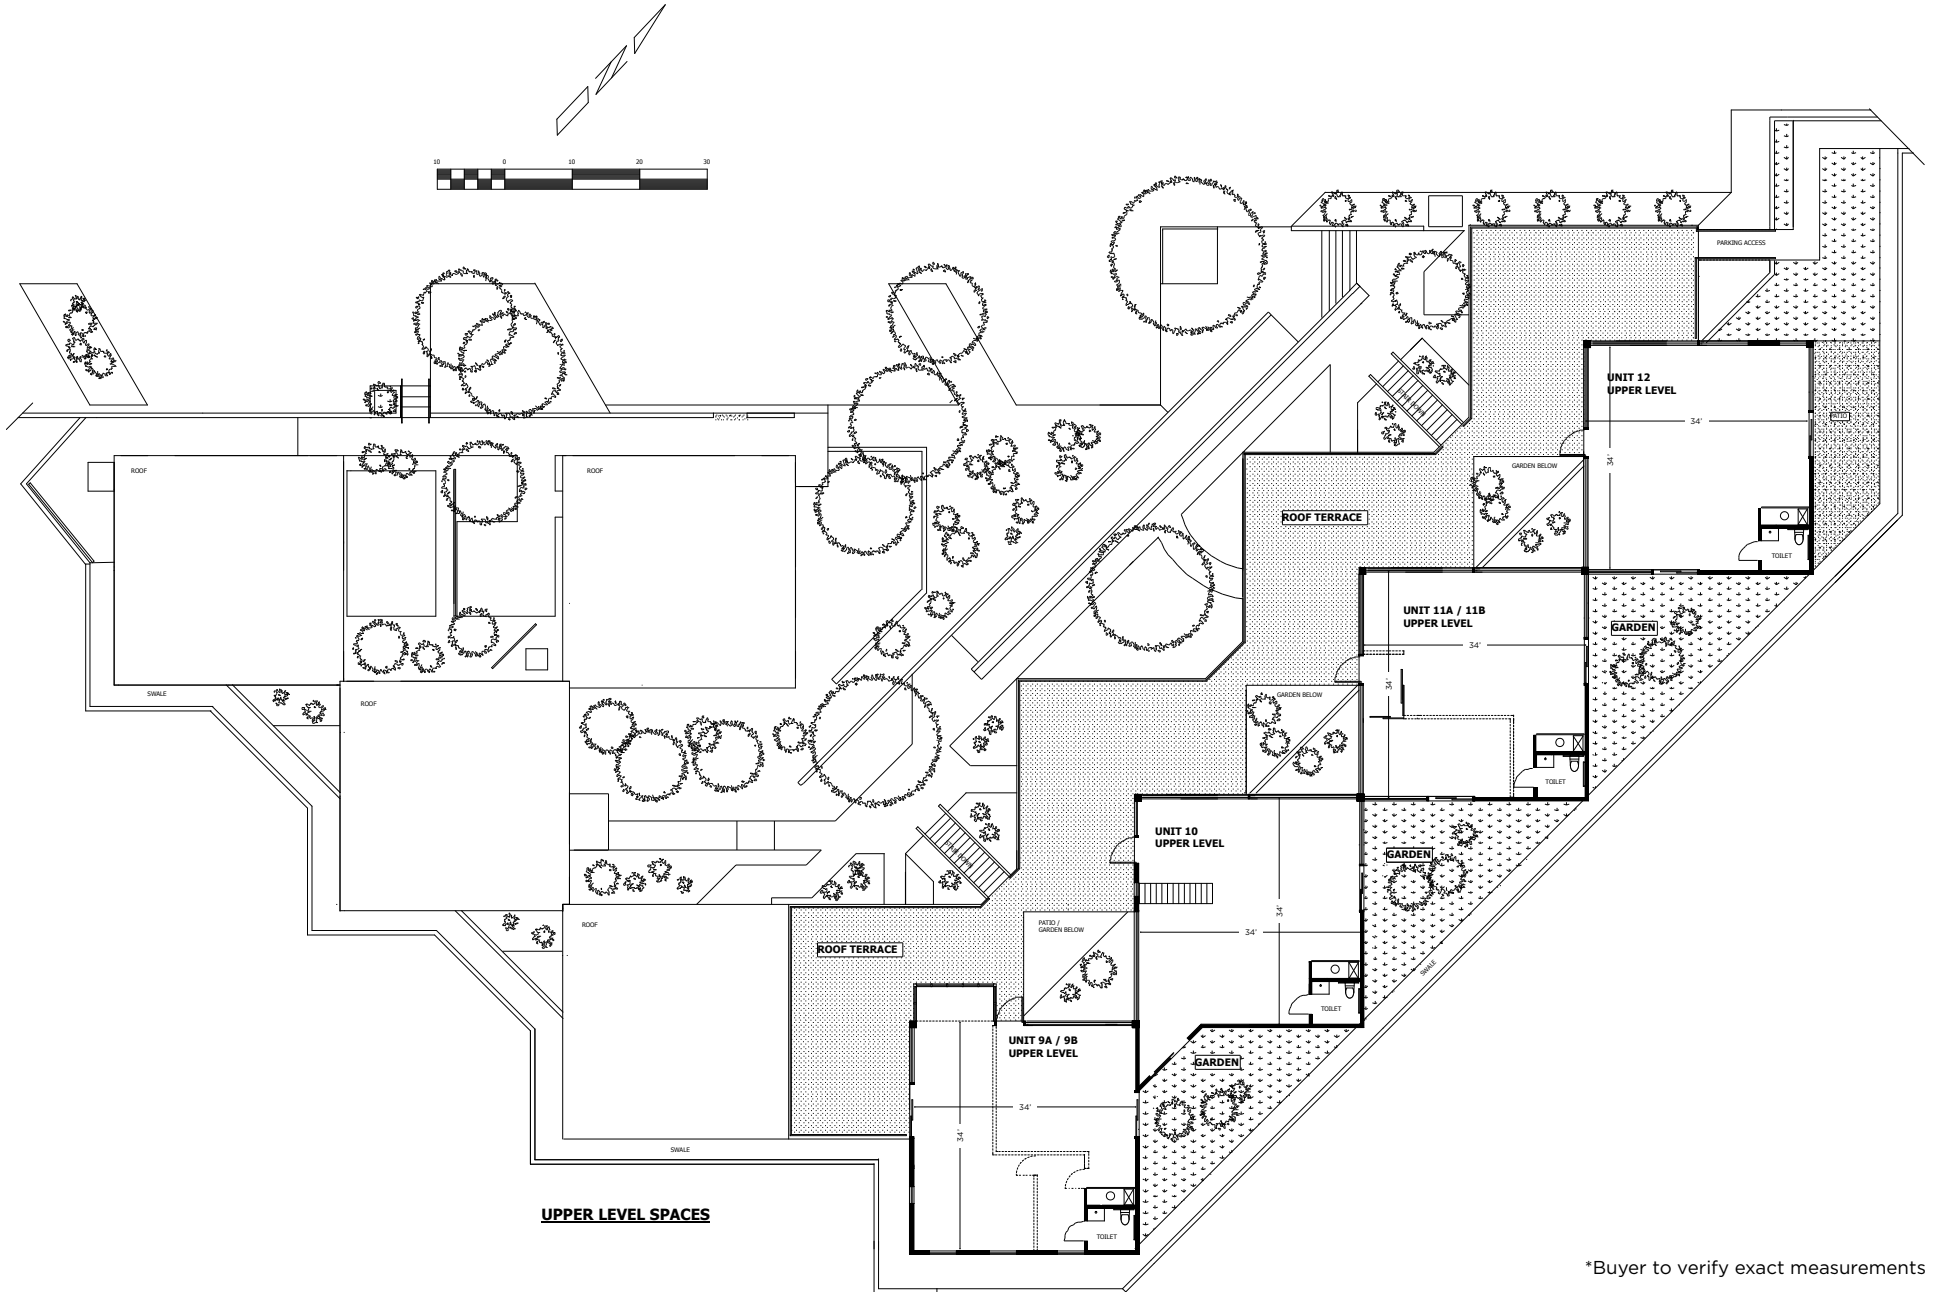 N
10 0 10 20 30
PARKING ACCESS
UNIT 12
UPPER LEVEL
34'
34'
PATIO
ROOF
ROOF
GARDEN BELOW
ROOF TERRACE
TOILET
UNIT 11A / 11B
UPPER LEVEL
GARDEN
34'
34'
SWALE
ROOF
GARDEN BELOW
TOILET
UNIT 10
UPPER LEVEL
GARDEN
34'
34'
ROOF
PATIO /
GARDEN BELOW
ROOF TERRACE
SWALE
TOILET
UNIT 9A / 9B
UPPER LEVEL
GARDEN
34'
34'
SWALE
TOILET
UPPER LEVEL SPACES
*Buyer to verify exact measurements